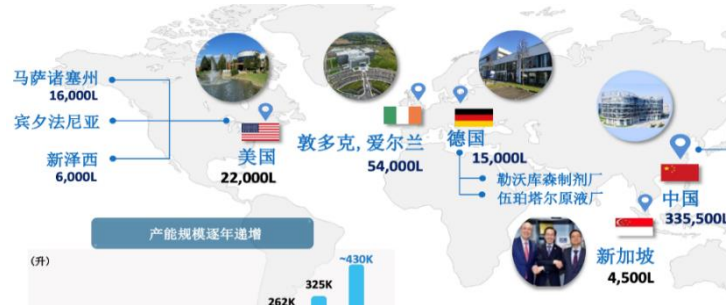 马萨诸塞州
16,000L
宾夕法尼亚
新泽西
6,000L
美国
22,000L
敦多克,爱尔兰
54,000L
德国
15,000L
勒沃库森制剂厂
伍珀塔尔原液厂
中国
335,500L
新加坡
4,500L
产能规模逐年递增
(升)
262K
325K
~430K